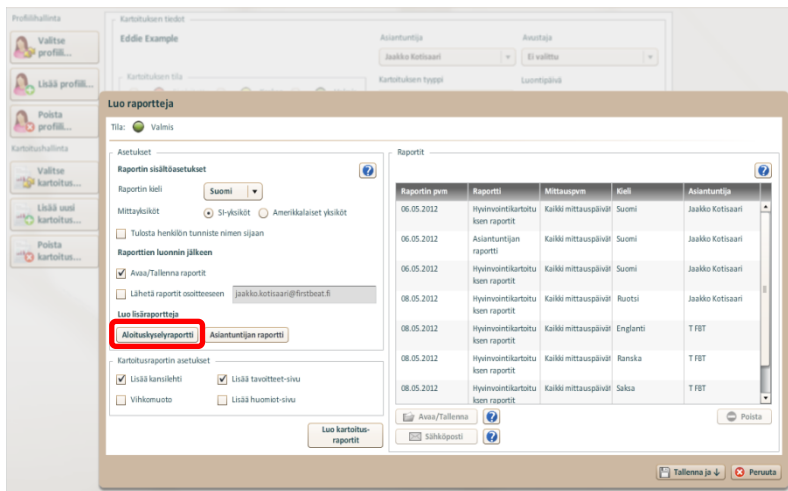 Profiilihallinta
Valitse
profiili...
Lisää profiili...
Poista
profiili...
Kartoitushallinta
Valitse
kartoitus...
Lisää uusi
kartoitus...
Poista
kartoitus...
Kartoituksen tiedot
Eddie Example
Asiantuntija
Avustaja
Jaakko Kotisaari
Ei valittu
Kartoituksen tila
Kartoituksen tyyppi
Luontipäivä
Luo raportteja
Tila: Valmis
Asetukset
Raportin sisältöasetukset
Raportin kieli Suomi
Mittayksiköt SI-yksiköt Amerikkalaiset yksiköt
Tulosta henkilön tunniste nimen sijaan
Raporttien luonnin jälkeen
Avaa/Tallenna raportit
Lähetä raportit osoitteeseen jaakko.kotisaari@firstbeat.fi
Luo lisäraportteja
Aloituskyselyraportti Asiantuntijan raportti
Kartoitusraportin asetukset
Lisää kansilehti Lisää tavoitteet-sivu
Vihkomuoto Lisää huomiot-sivu
Luo kartoitus-
raportit
Raportit
Raportin pvm Raportti Mittauspvm Kieli Asiantuntija
06.05.2012 Hyvinvointikartoitu Kaikki mittauspäivät Suomi Jaakko Kotisaari
ksen raportit
06.05.2012 Asiantuntijan Kaikki mittauspäivät Suomi Jaakko Kotisaari
raportti
06.05.2012 Hyvinvointikartoitu Kaikki mittauspäivät Suomi Jaakko Kotisaari
ksen raportit
08.05.2012 Hyvinvointikartoitu Kaikki mittauspäivät Ruotsi Jaakko Kotisaari
ksen raportit
08.05.2012 Hyvinvointikartoitu Kaikki mittauspäivät Englanti T FBT
ksen raportit
08.05.2012 Hyvinvointikartoitu Kaikki mittauspäivät Ranska T FBT
ksen raportit
08.05.2012 Hyvinvointikartoitu Kaikki mittauspäivät Saksa T FBT
ksen raportit
Avaa/Tallenna
Poista
Sähköposti
Tallenna ja ↓ Peruuta